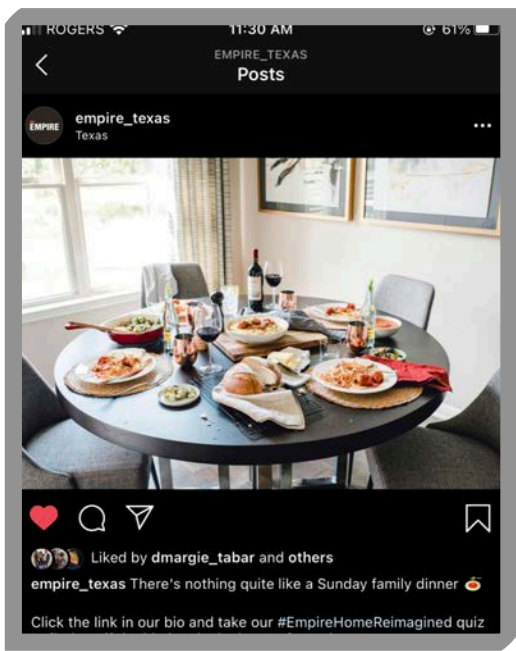 ROGERS 11:30 AM 61%
EMPIRE_TEXAS
Posts
EMPIRE empire_texas
Texas
Liked by dmargie_tabar and others
empire_texas There's nothing quite like a Sunday family dinner
Click the link in our bio and take our #EmpireHomeReimagined quiz